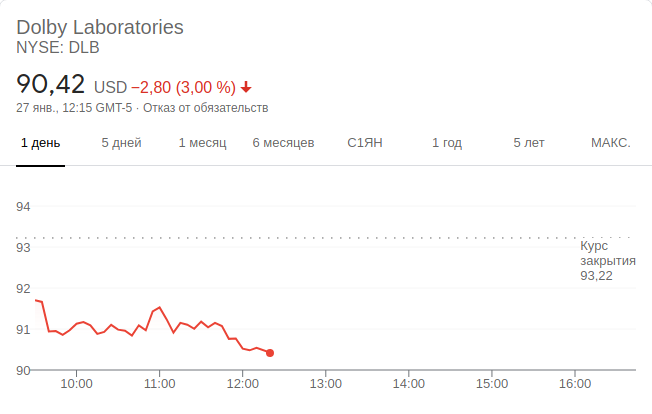 Dolby Laboratories
NYSE: DLB
90,42 USD −2,80 (3,00 %)
27 янв., 12:15 GMT-5 · Отказ от обязательств
1 день 5 дней 1 месяц 6 месяцев С1ЯН 1 год 5 лет МАКС.
94
93
92
91
90
Курс
закрытия
93,22
10:00 11:00 12:00 13:00 14:00 15:00 16:00